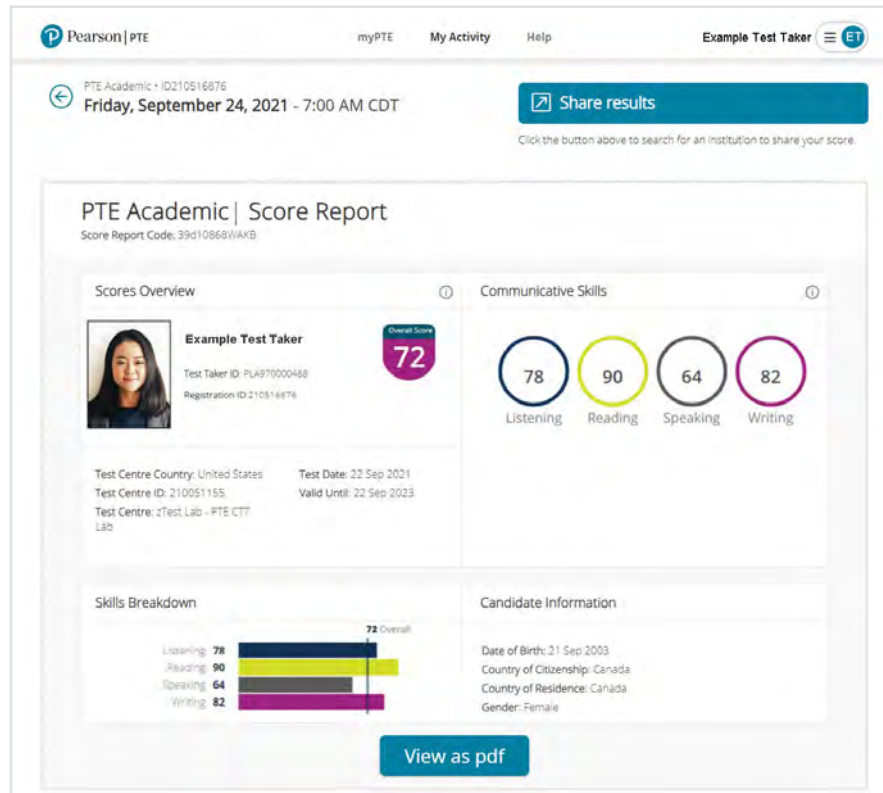 Pearson | PTE
myPTE
My Activity
Help
Example Test Taker
ET
PTE Academic • ID210516876
Friday, September 24, 2021 - 7:00 AM CDT
Share results
Click the button above to search for an institution to share your score.
PTE Academic| Score Report
Score Report Code: 39d10868WAKB
Scores Overview
Example Test Taker
Test Taker ID: PLA970000488
Registration ID:210516876
Overall Score
72
Test Centre Country: United States
Test Centre ID: 210051155
Test Centre: zTest Lab - PTE CTT
Lab
Test Date: 22 Sep 2021
Valid Until: 22 Sep 2023
Communicative Skills
78
90
64
82
Listening
Reading
Speaking
Writing
Skills Breakdown
72 Overall
Listening 78
Reading 90
Speaking 64
Writing 82
Candidate Information
Date of Birth: 21 Sep 2003
Country of Citizenship: Canada
Country of Residence: Canada
Gender: Female
View as pdf